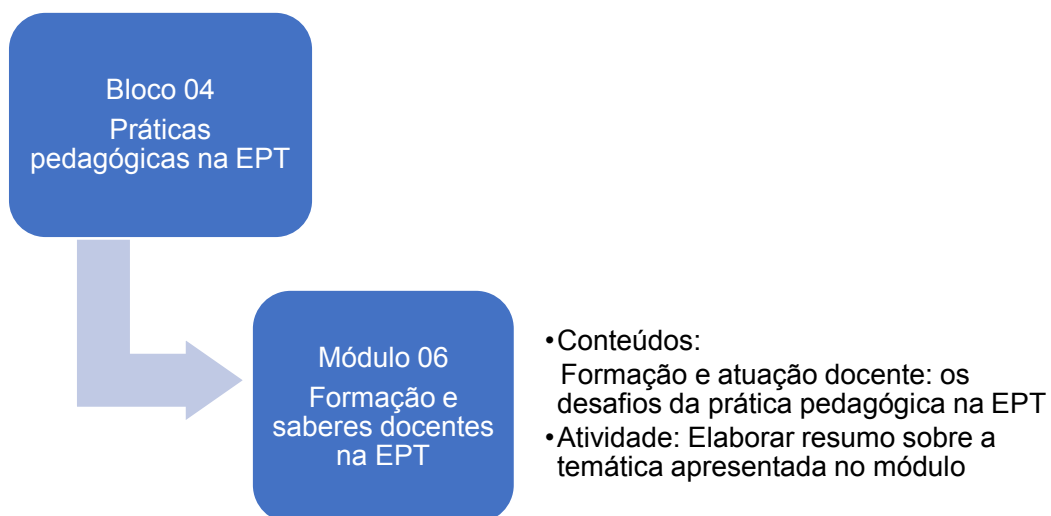 Bloco 04
Práticas
pedagógicas na EPT
Módulo 06
Formação e
saberes docentes
na EPT
•Conteúdos:
Formação e atuação docente: os
desafios da prática pedagógica na EPT
•Atividade: Elaborar resumo sobre a
temática apresentada no módulo